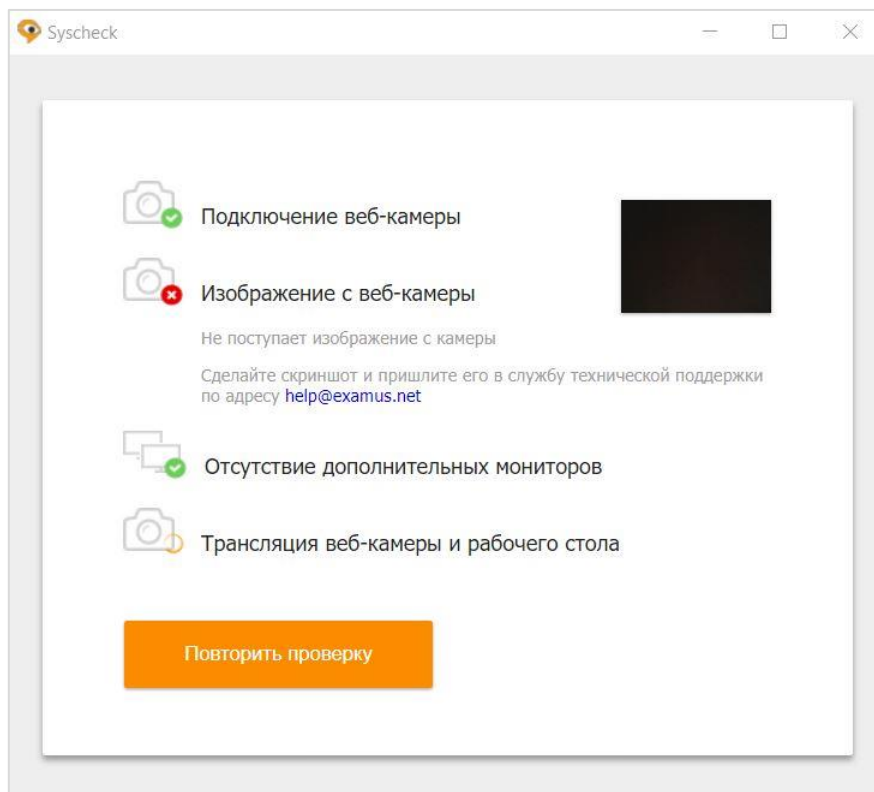 Syscheck
Подключение веб-камеры
Изображение с веб-камеры
Не поступает изображение с камеры
Сделайте скриншот и пришлите его в службу технической поддержки
по адресу help@examus.net
Отсутствие дополнительных мониторов
Трансляция веб-камеры и рабочего стола
Повторить проверку